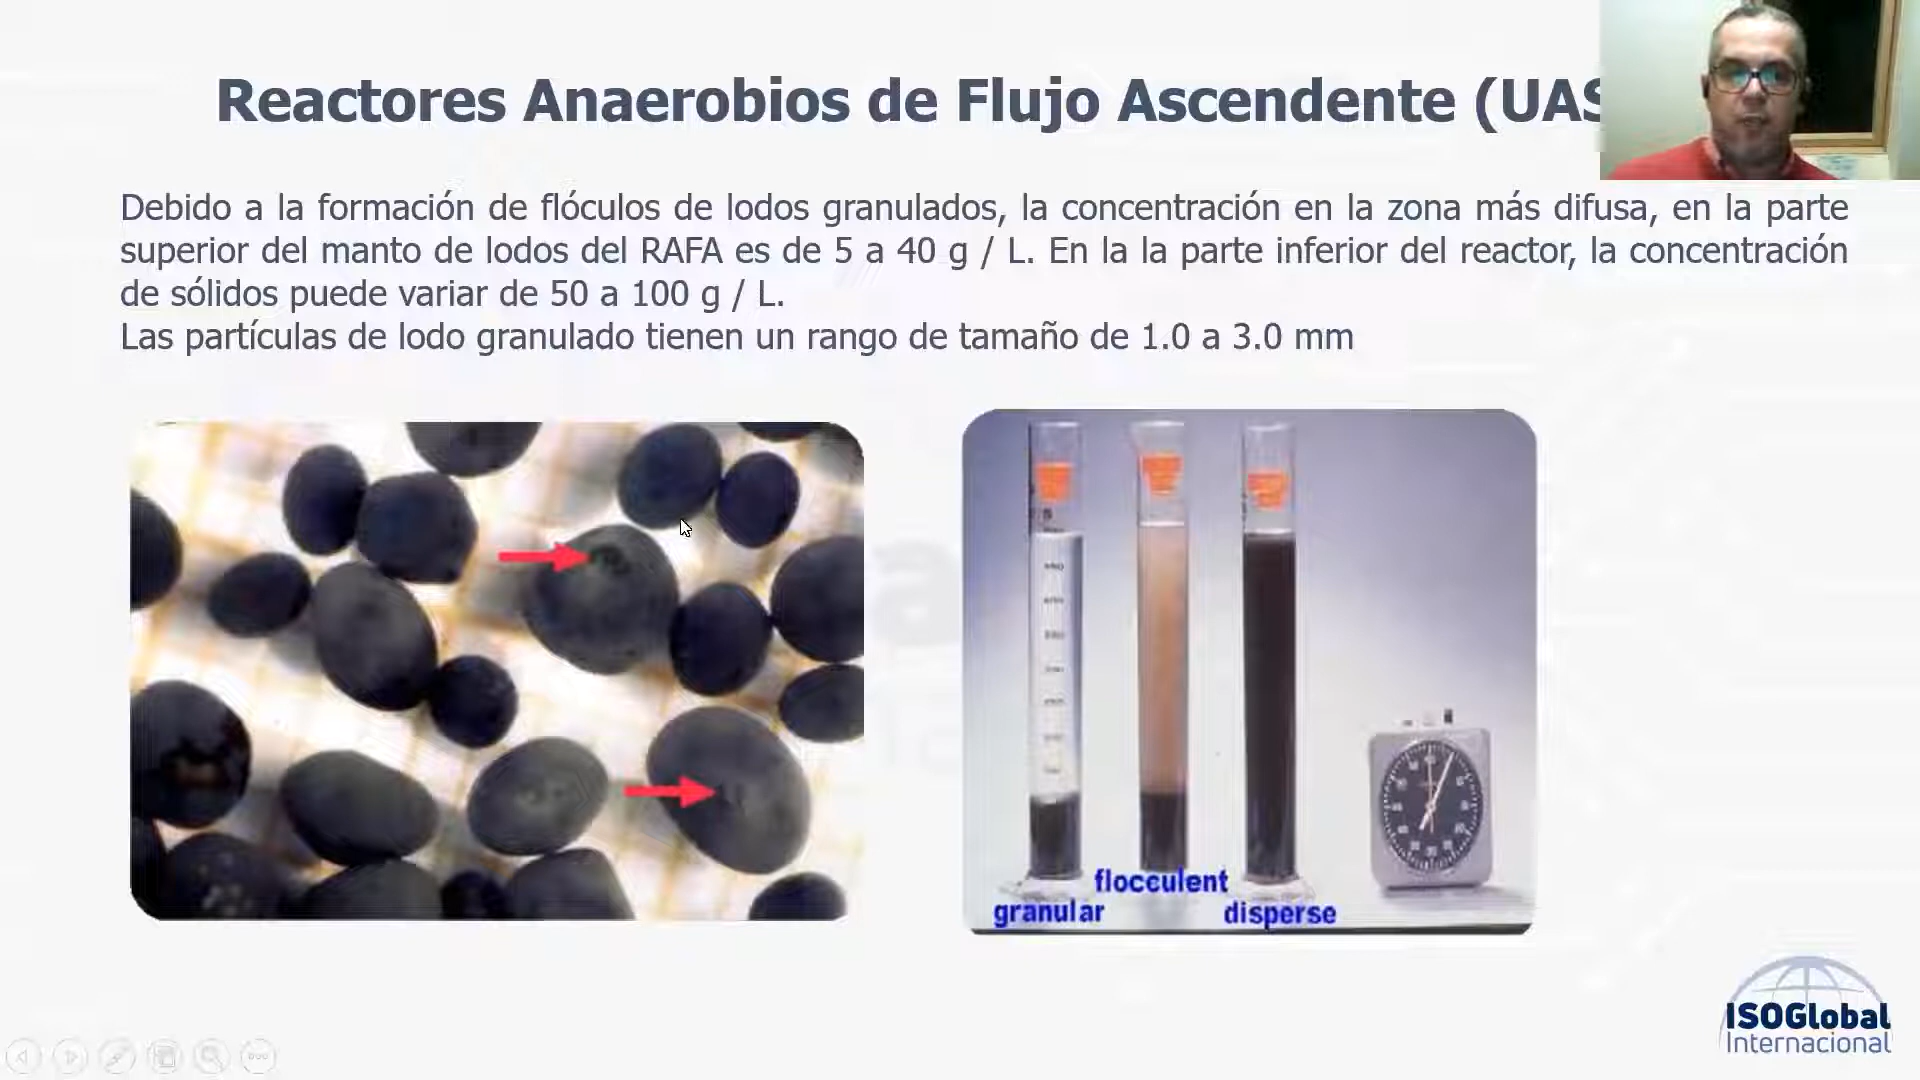 Reactores Anaerobios de Flujo Ascendente (UAS
Debido a la formación de flóculos de lodos granulados, la concentración en la zona más difusa, en la parte
superior del manto de lodos del RAFA es de 5 a 40 g / L. En la la parte inferior del reactor, la concentración
de sólidos puede variar de 50 a 100 g / L.
Las partículas de lodo granulado tienen un rango de tamaño de 1.0 a 3.0 mm
flocculent
granular
disperse
ISOGlobal
Internacional